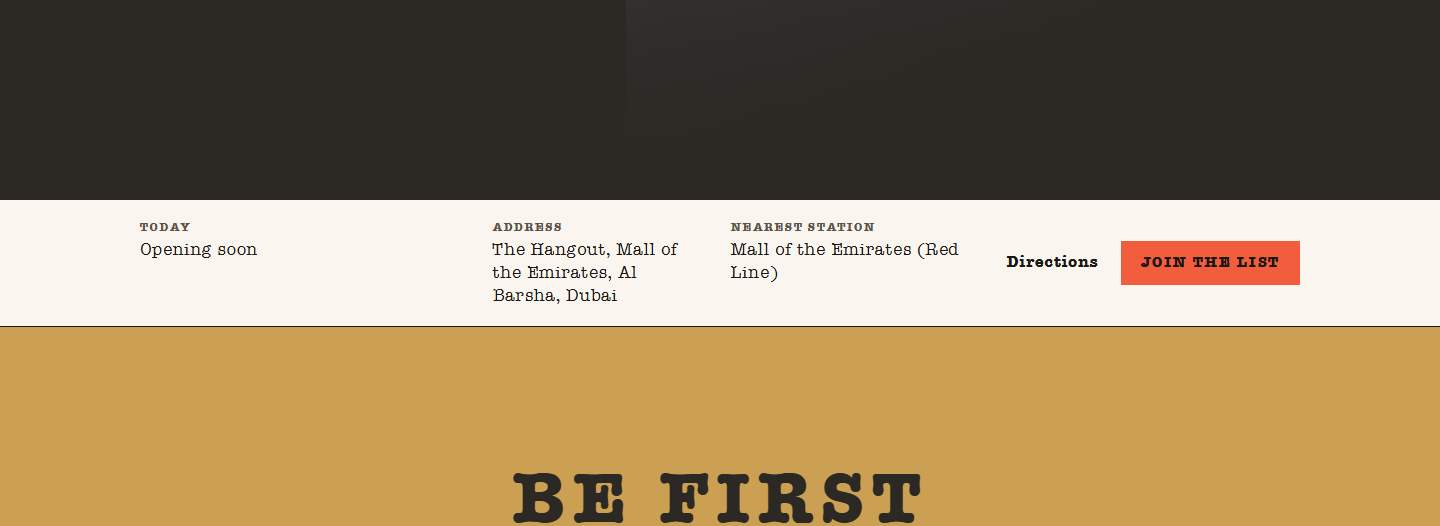 TODAY
Opening soon
ADDRESS
The Hangout, Mall of
the Emirates, Al
Barsha, Dubai
NEAREST STATION
Mall of the Emirates (Red
Line)
Directions
JOIN THE LIST
BE FIRST